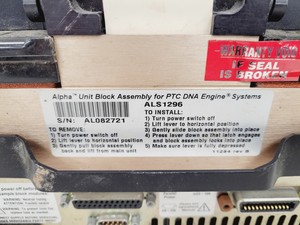 WARRANTY VOID
IF SEAL
IS BROKEN
Alpha™ Unit Block Assembly for PTC DNA Engine® Systems
ALS1296
S/N: AL082721
TO REMOVE:
1) Turn power switch off
2) Lift lever to horizontal position
3) Gently pull block assembly
back and lift from main unit
TO INSTALL:
1) Turn power switch off
2) Lift lever to horizontal position
3) Gently slide block assembly into place
4) Press lever down so that latch engages
and block assembly locks into place
5) Make sure lever is fully depressed
11294 rev B